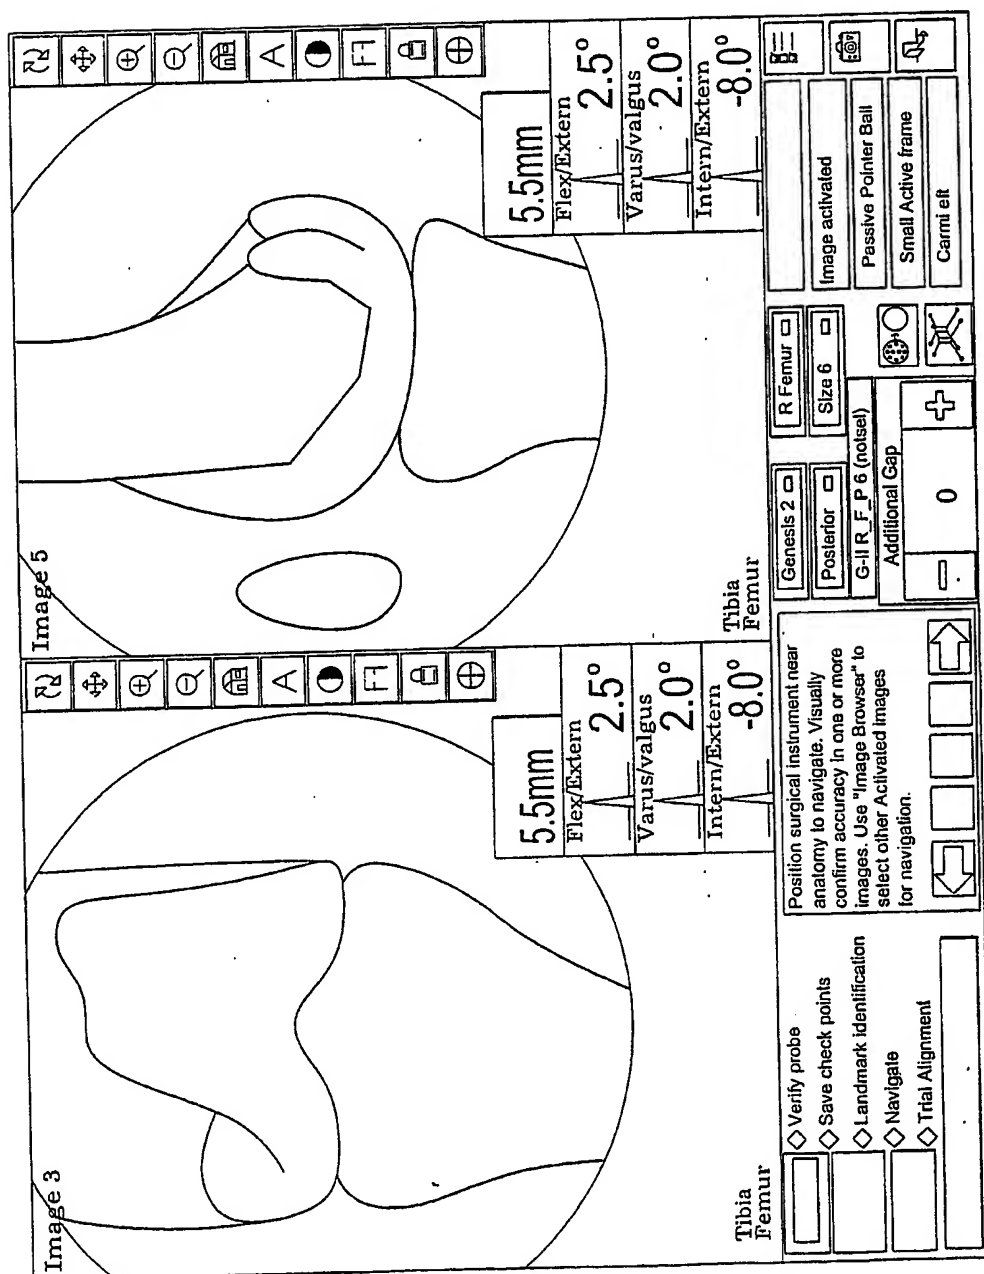 Image 3
A
5.5mm
Flex/Extern
2.5°
Varus/valgus
2.0°
Intern/Extern
-8.0°
Tibia
Femur
Image 5
A
5.5mm
Flex/Extern
2.5°
Varus/valgus
2.0°
Intern/Extern
-8.0°
Tibia
Femur
Verify probe
Save check points
Landmark identification
Navigate
Trial Alignment
Position surgical instrument near
anatomy to navigate. Visually
confirm accuracy in one or more
images. Use "Image Browser" to
select other Activated Images
for navigation.
Genesis 2
R Femur
Posterior
Size 6
G-II R_F_P 6 (notsel)
Additional Gap
0
Image activated
Passive Pointer Ball
Small Active frame
Carmi eft